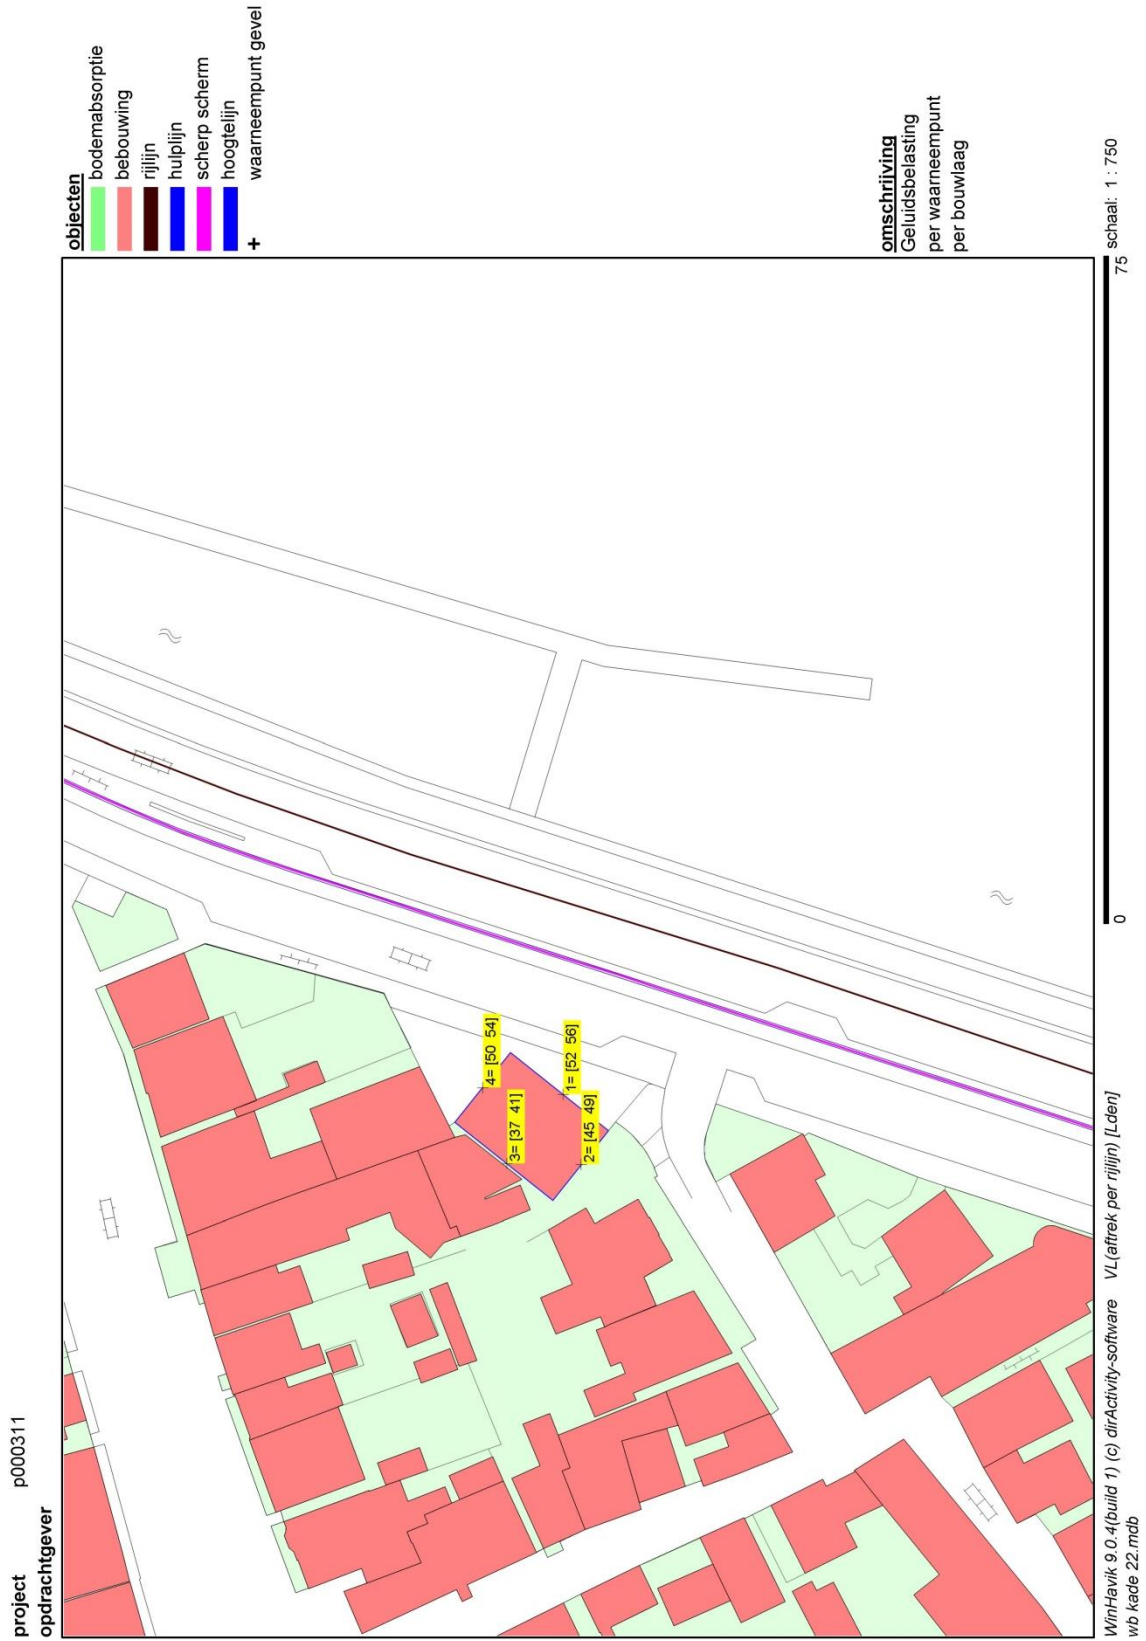 project p000311
opdrachtgever
objecten
bodemabsorptie
bebouwing
rijlijn
hulplijn
scherp scherm
hoogtelijn
+ waarneempunt gevel
4= [50 54]
3= [37 41]
1= [52 56]
2= [45 49]
omschrijving
Geluidsbelasting
per waarneempunt
per bouwlaag
0 75 schaal: 1 : 750
WinHavik 9.0.4(build 1) (c) dirActivity-software VL(aftrek per rijlijn) [Lden]
wb kade 22.mdb